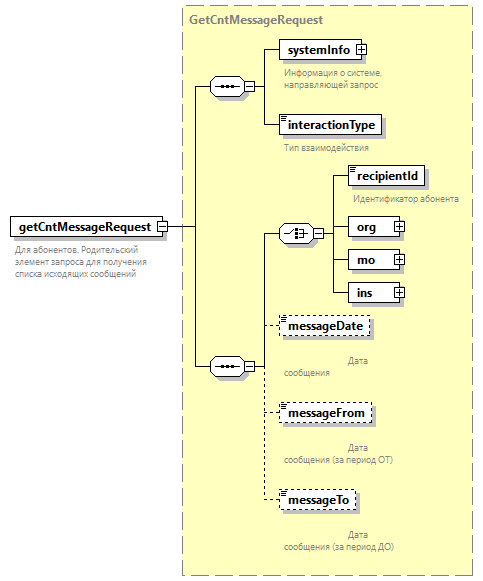 GetCntMessageRequest
systemInfo
Информация о системе,
направляющей запрос
interactionType
Тип взаимодействия
recipientId
Идентификатор абонента
getCntMessageRequest
Для абонентов. Родительский
элемент запроса для получения
списка исходящих сообщений
org
mo
ins
messageDate
Дата
сообщения
messageFrom
Дата
сообщения (за период ОТ)
messageTo
Дата
сообщения (за период ДО)